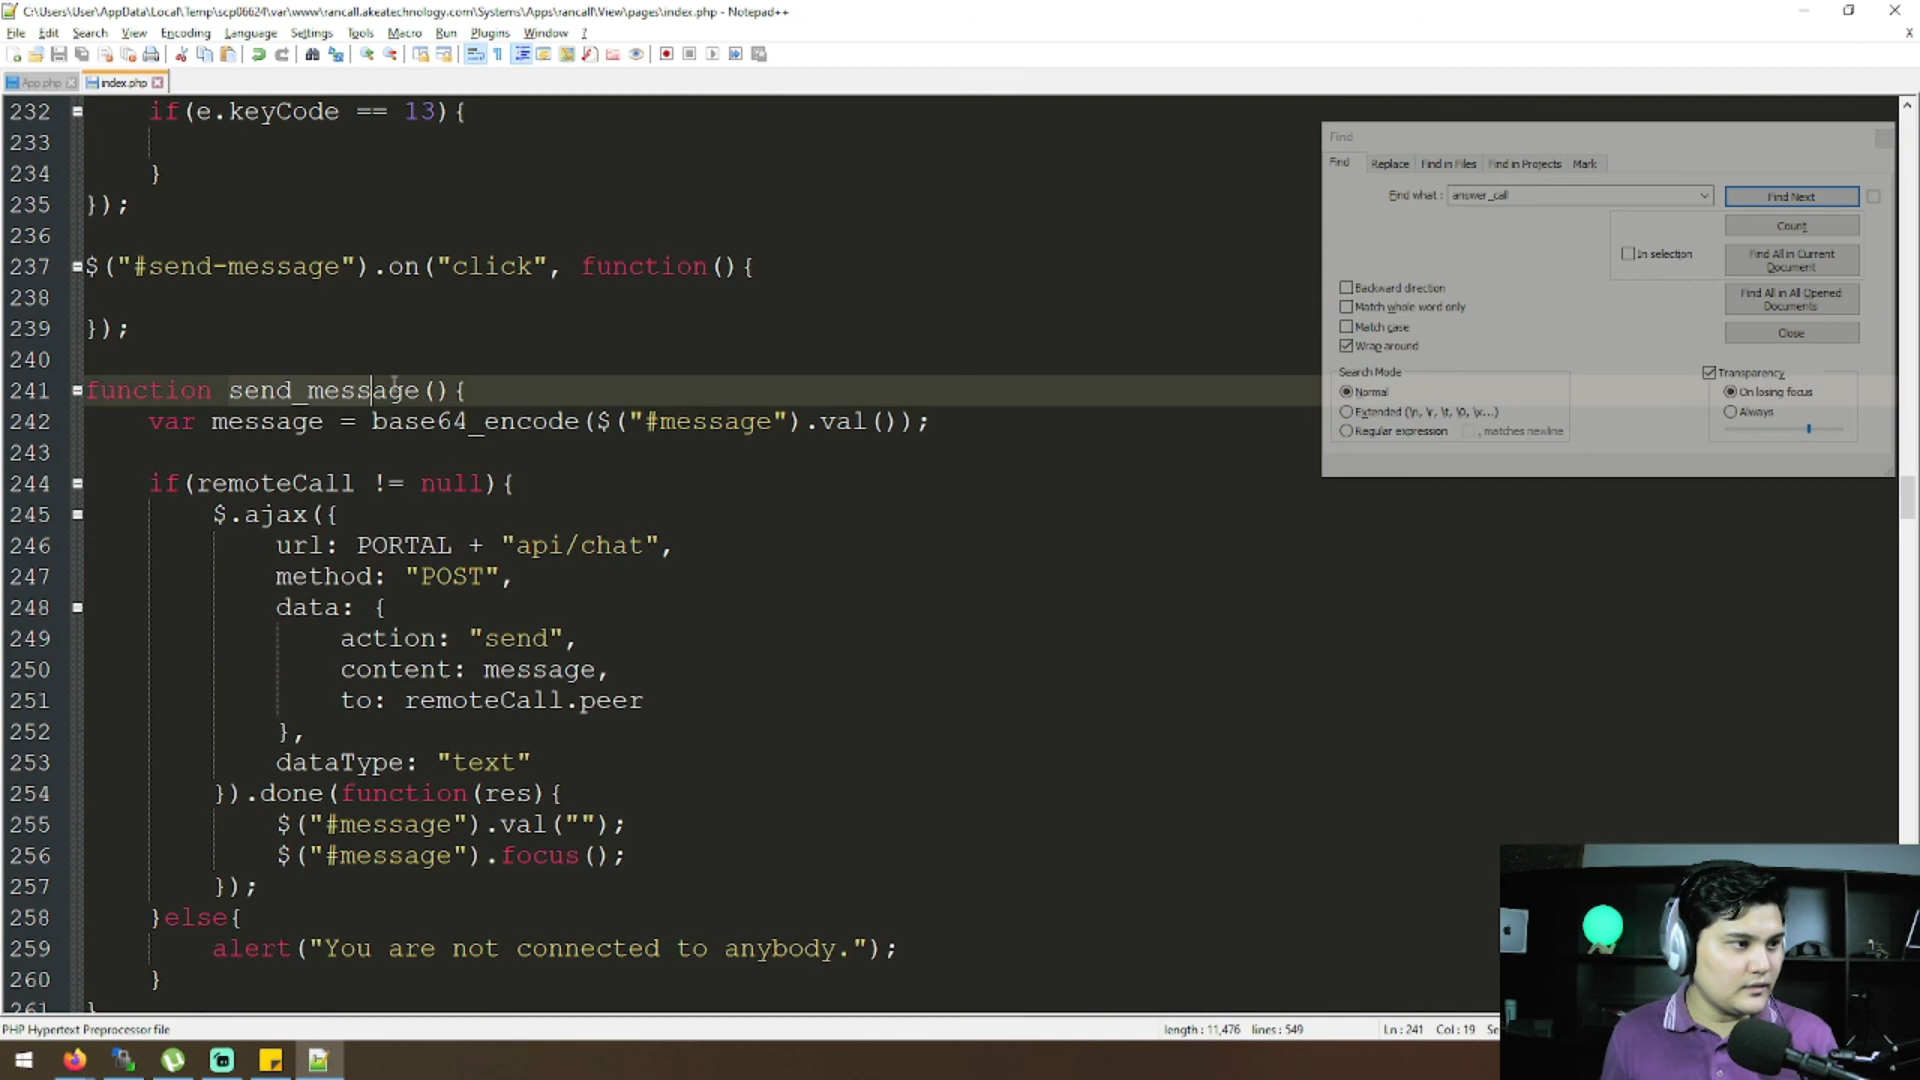 C:\Users\User\AppData\Local\Temp\scp06624\var\www\rancall.akeatechnology.com\Systems\Apps\rancall\View\pages\index.php - Notepad++
File Edit Search View Encoding Language Settings Tools Macro Run Plugins Window ?
App.php index.php
232 if(e.keyCode == 13){
233
234 }
235 });
236
237 $("#send-message").on("click", function(){
238
239 });
240
241 function send_message(){
242 var message = base64_encode($("#message").val());
243
244 if(remoteCall != null){
245 $.ajax({
246 url: PORTAL + "api/chat",
247 method: "POST",
248 data: {
249 action: "send",
250 content: message,
251 to: remoteCall.peer
252 },
253 dataType: "text"
254 }).done(function(res){
255 $("#message").val("");
256 $("#message").focus();
257 });
258 }else{
259 alert("You are not connected to anybody.");
260 }
261 }
Find
Find Replace Find in Files Find in Projects Mark
Find what : answer_call Find Next
Count
In selection Find All in Current Document
Backward direction
Find All in All Opened Documents
Match whole word only
Match case Close
Wrap around
Search Mode Transparency
Normal On losing focus
Extended (\n, \r, \t, \0, \x...) Always
Regular expression . matches newline
PHP Hypertext Preprocessor file length : 11,476 lines : 549 Ln : 241 Col : 19 Se